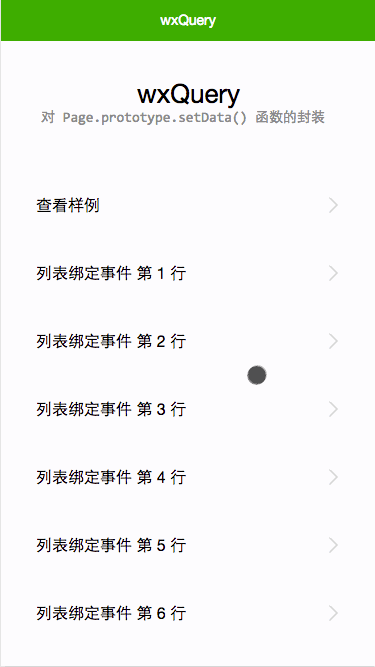 wxQuery
wxQuery
对 Page.prototype.setData() 函数的封装
查看样例
列表绑定事件 第 1 行
列表绑定事件 第 2 行
列表绑定事件 第 3 行
列表绑定事件 第 4 行
列表绑定事件 第 5 行
列表绑定事件 第 6 行